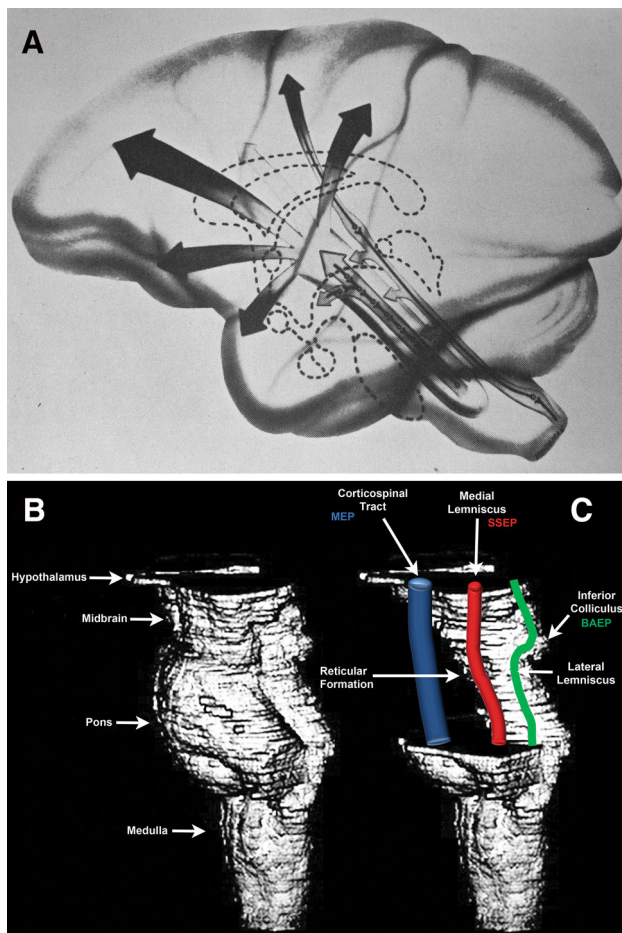 A
B
Hypothalamus
Midbrain
Pons
Medulla
C
Corticospinal
Tract
MEP
Medial
Lemniscus
SSEP
Inferior
Colliculus
BAEP
Reticular
Formation
Lateral
Lemniscus